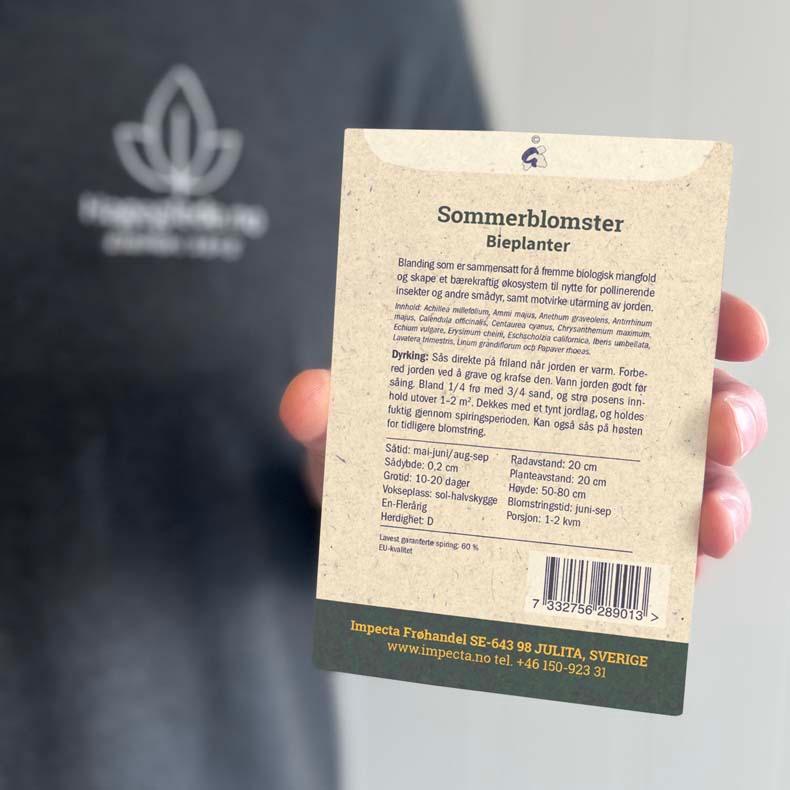 ©
Sommerblomster
Bieplanter
Blanding som er sammensatt for å fremme biologisk mangfold
og skape et bærekraftig økosystem til nytte for pollinerende
insekter og andre smådyr, samt motvirke utarming av jorden.
Innhold: Achillea millefolium, Ammi majus, Anethum graveolens, Antirrhinum
majus, Calendula officinalis, Centaurea cyanus, Chrysanthemum maximum,
Echium vulgare, Erysimum cheirii, Eschscholzia californica, Iberis umbellata,
Lavatera trimestris, Linum grandiflorum och Papaver rhoeas.
Dyrking: Sås direkte på friland når jorden er varm. Forbe-
red jorden ved å grave og krafse den. Vann jorden godt før
såing. Bland 1/4 frø med 3/4 sand, og strø posens inn-
hold utover 1–2 m². Dekkes med et tynt jordlag, og holdes
fuktig gjennom spiringsperioden. Kan også sås på høsten
for tidligere blomstring.
Såtid: mai-juni/aug-sep
Sådybde: 0,2 cm
Grotid: 10-20 dager
Vokseplass: sol-halvskygge
En-Flerårig
Herdighet: D
Radavstand: 20 cm
Planteavstand: 20 cm
Høyde: 50-80 cm
Blomstringstid: juni-sep
Porsjon: 1-2 kvm
Lavest garanterte spiring: 60 %
EU-kvalitet
7 332756 289013 >
Impecta Frøhandel SE-643 98 JULITA, SVERIGE
www.impecta.no tel. +46 150-923 31